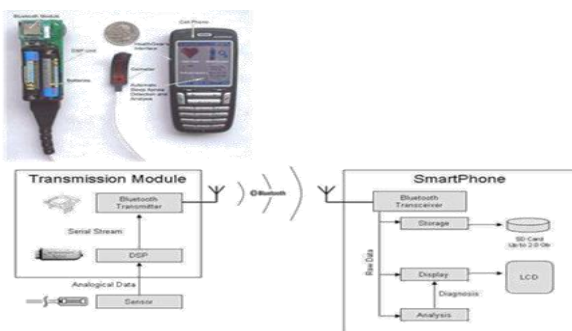 Bluetooth Module
Cell Phone
DSP Unit
HealthGear's
Interface
Batteries
Oximeter
Automatic
Sleep Apnea
Detection and
Analysis
Transmission Module
SmartPhone
Bluetooth
Transmitter
Bluetooth
Bluetooth
Transceiver
Serial Stream
Storage
SD Card
Up to 2.0 Gb
DSP
Raw Data
Display
LCD
Analogical Data
Diagnosis
Sensor
Analysis